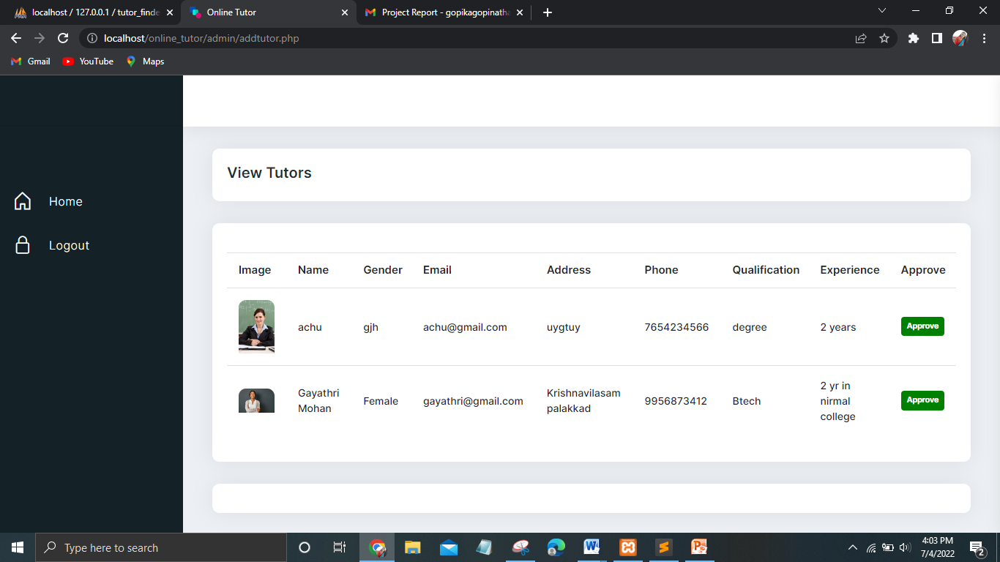 localhost / 127.0.0.1 / tutor_finde
Online Tutor
Project Report - gopikagopinatha
localhost/online_tutor/admin/addtutor.php
Gmail YouTube Maps
View Tutors
Home
Logout
Image Name Gender Email Address Phone Qualification Experience Approve
achu gjh achu@gmail.com uygtuy 7654234566 degree 2 years Approve
Gayathri Mohan Female gayathri@gmail.com Krishnavilasam palakkad 9956873412 Btech 2 yr in nirmal college Approve
Type here to search
4:03 PM
7/4/2022
2